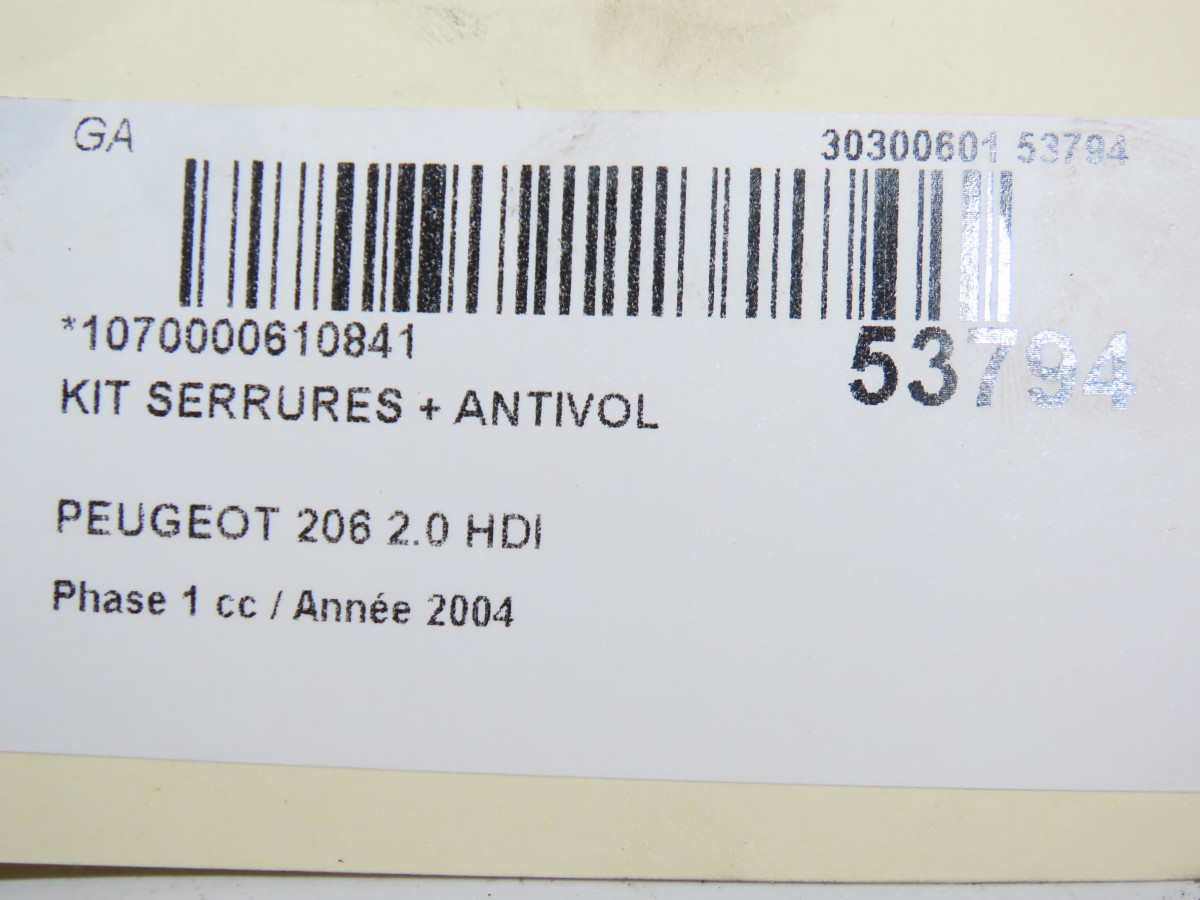 GA
30300601 53794
*1070000610841
53794
KIT SERRURES + ANTIVOL
PEUGEOT 206 2.0 HDI
Phase 1 cc / Année 2004